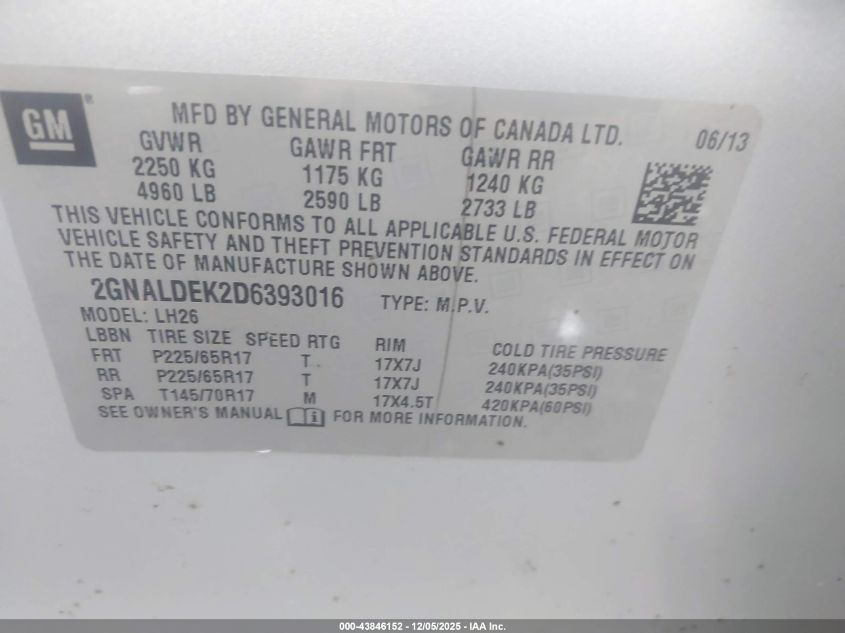 GM®
MFD BY GENERAL MOTORS OF CANADA LTD. 06/13
GVWR GAWR FRT GAWR RR
2250 KG 1175 KG 1240 KG
4960 LB 2590 LB 2733 LB
THIS VEHICLE CONFORMS TO ALL APPLICABLE U.S. FEDERAL MOTOR
VEHICLE SAFETY AND THEFT PREVENTION STANDARDS IN EFFECT ON
THE DATE OF MANUFACTURE SHOWN ABOVE.
2GNALDEK2D6393016 TYPE: M.P.V.
MODEL: LH26
LBBN TIRE SIZE SPEED RTG RIM COLD TIRE PRESSURE
FRT P225/65R17 T 17X7J 240KPA(35PSI)
RR P225/65R17 T 17X7J 240KPA(35PSI)
SPA T145/70R17 M 17X4.5T 420KPA(60PSI)
SEE OWNER'S MANUAL i FOR MORE INFORMATION.
000-43846152 - 12/05/2025 - IAA Inc.